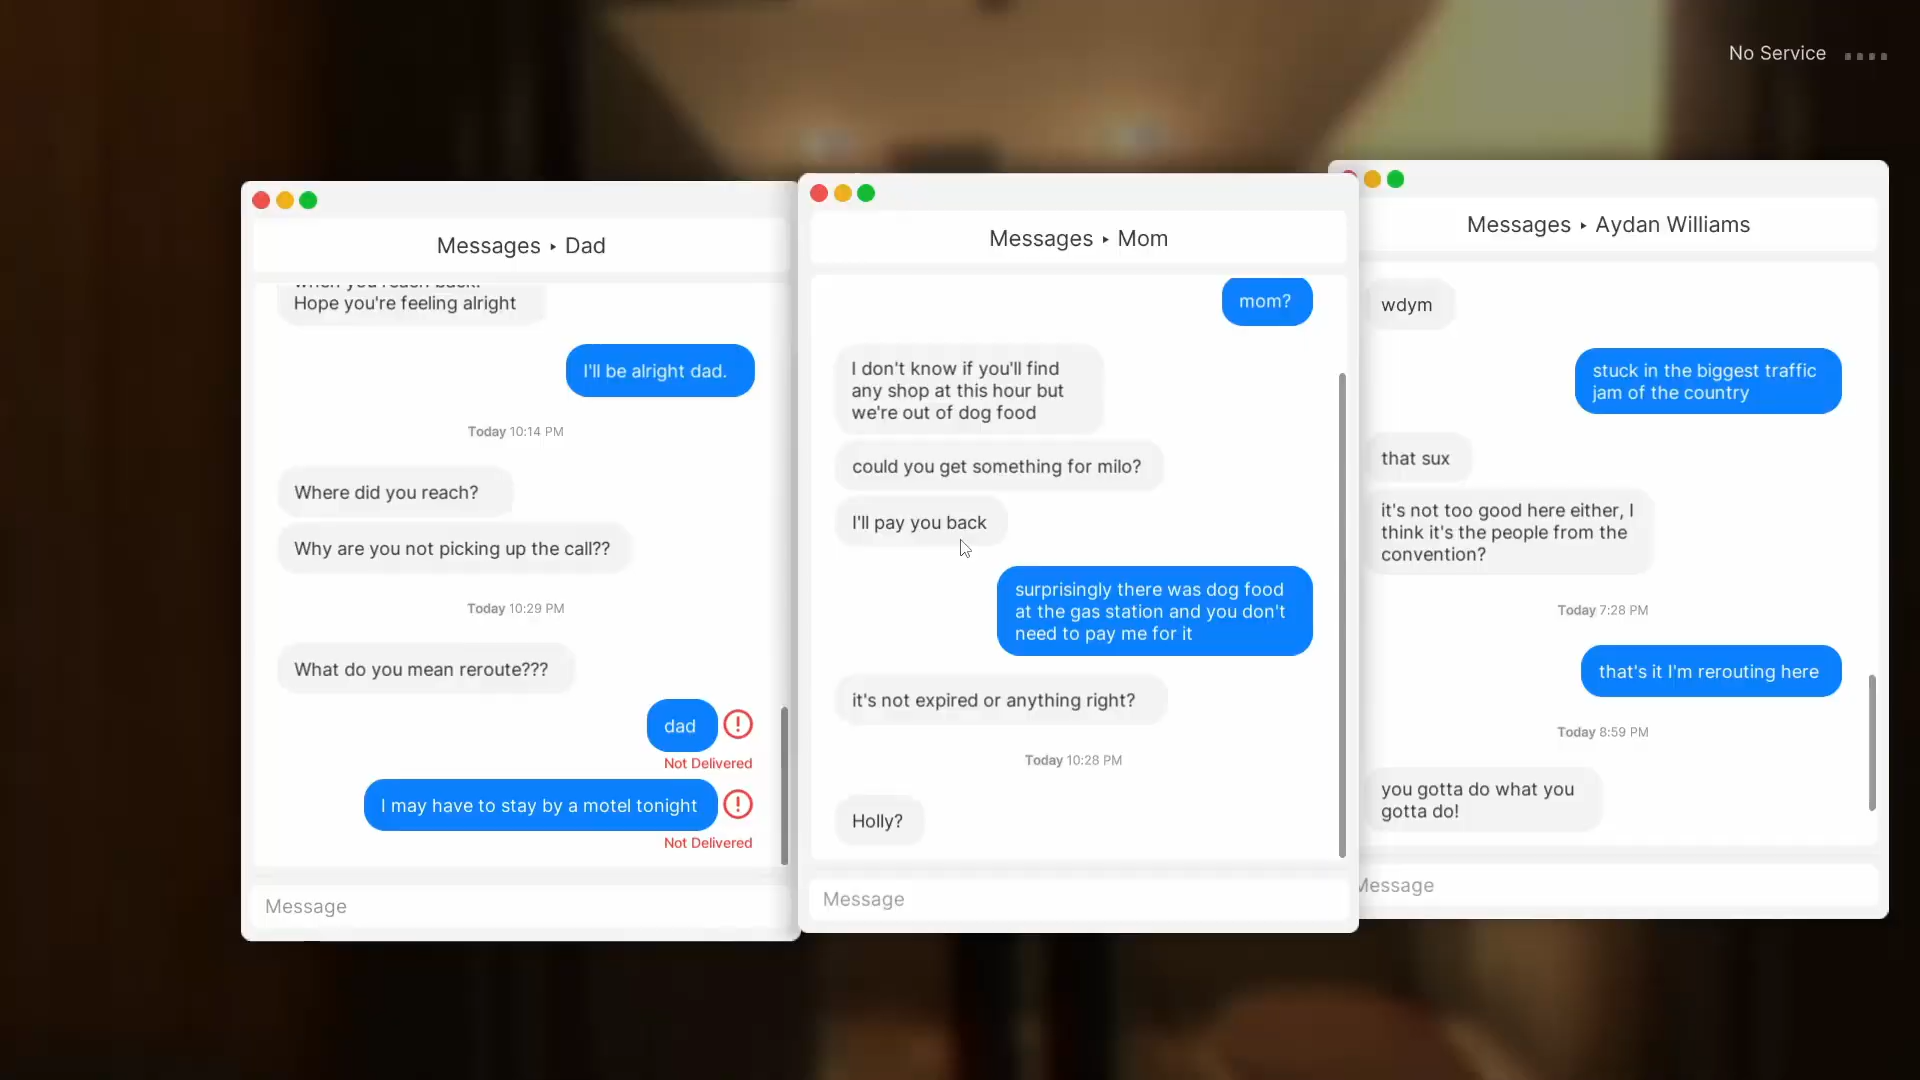 No Service
Messages ▸ Dad
Hope you're feeling alright
I'll be alright dad.
Today 10:14 PM
Where did you reach?
Why are you not picking up the call??
Today 10:29 PM
What do you mean reroute???
dad
Not Delivered
I may have to stay by a motel tonight
Not Delivered
Message
Messages ▸ Mom
mom?
I don't know if you'll find
any shop at this hour but
we're out of dog food
could you get something for milo?
I'll pay you back
surprisingly there was dog food
at the gas station and you don't
need to pay me for it
it's not expired or anything right?
Today 10:28 PM
Holly?
Message
Messages ▸ Aydan Williams
wdym
stuck in the biggest traffic
jam of the country
that sux
it's not too good here either, I
think it's the people from the
convention?
Today 7:28 PM
that's it I'm rerouting here
Today 8:59 PM
you gotta do what you
gotta do!
Message